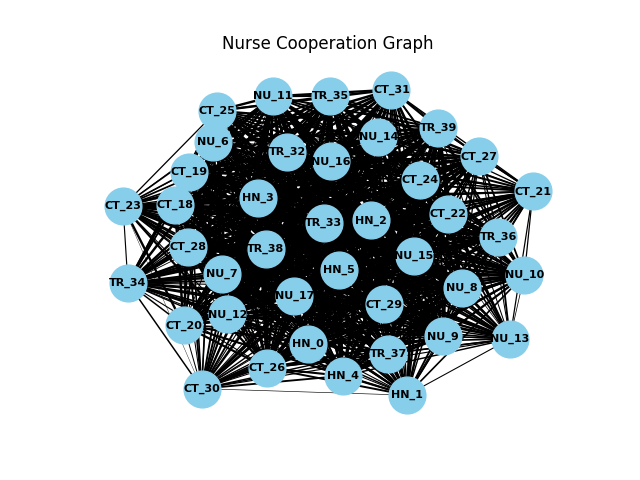 Nurse Cooperation Graph
CT_31
NU_11
TR_35
CT_25
TR_39
NU_14
NU_6
TR_32
CT_27
NU_16
CT_19
CT_24
CT_21
HN_3
CT_18
CT_23
CT_22
HN_2
TR_33
TR_36
CT_28
TR_38
NU_15
HN_5
NU_7
NU_10
TR_34
NU_8
NU_17
CT_29
NU_12
CT_20
NU_9
NU_13
HN_0
TR_37
CT_26
HN_4
CT_30
HN_1